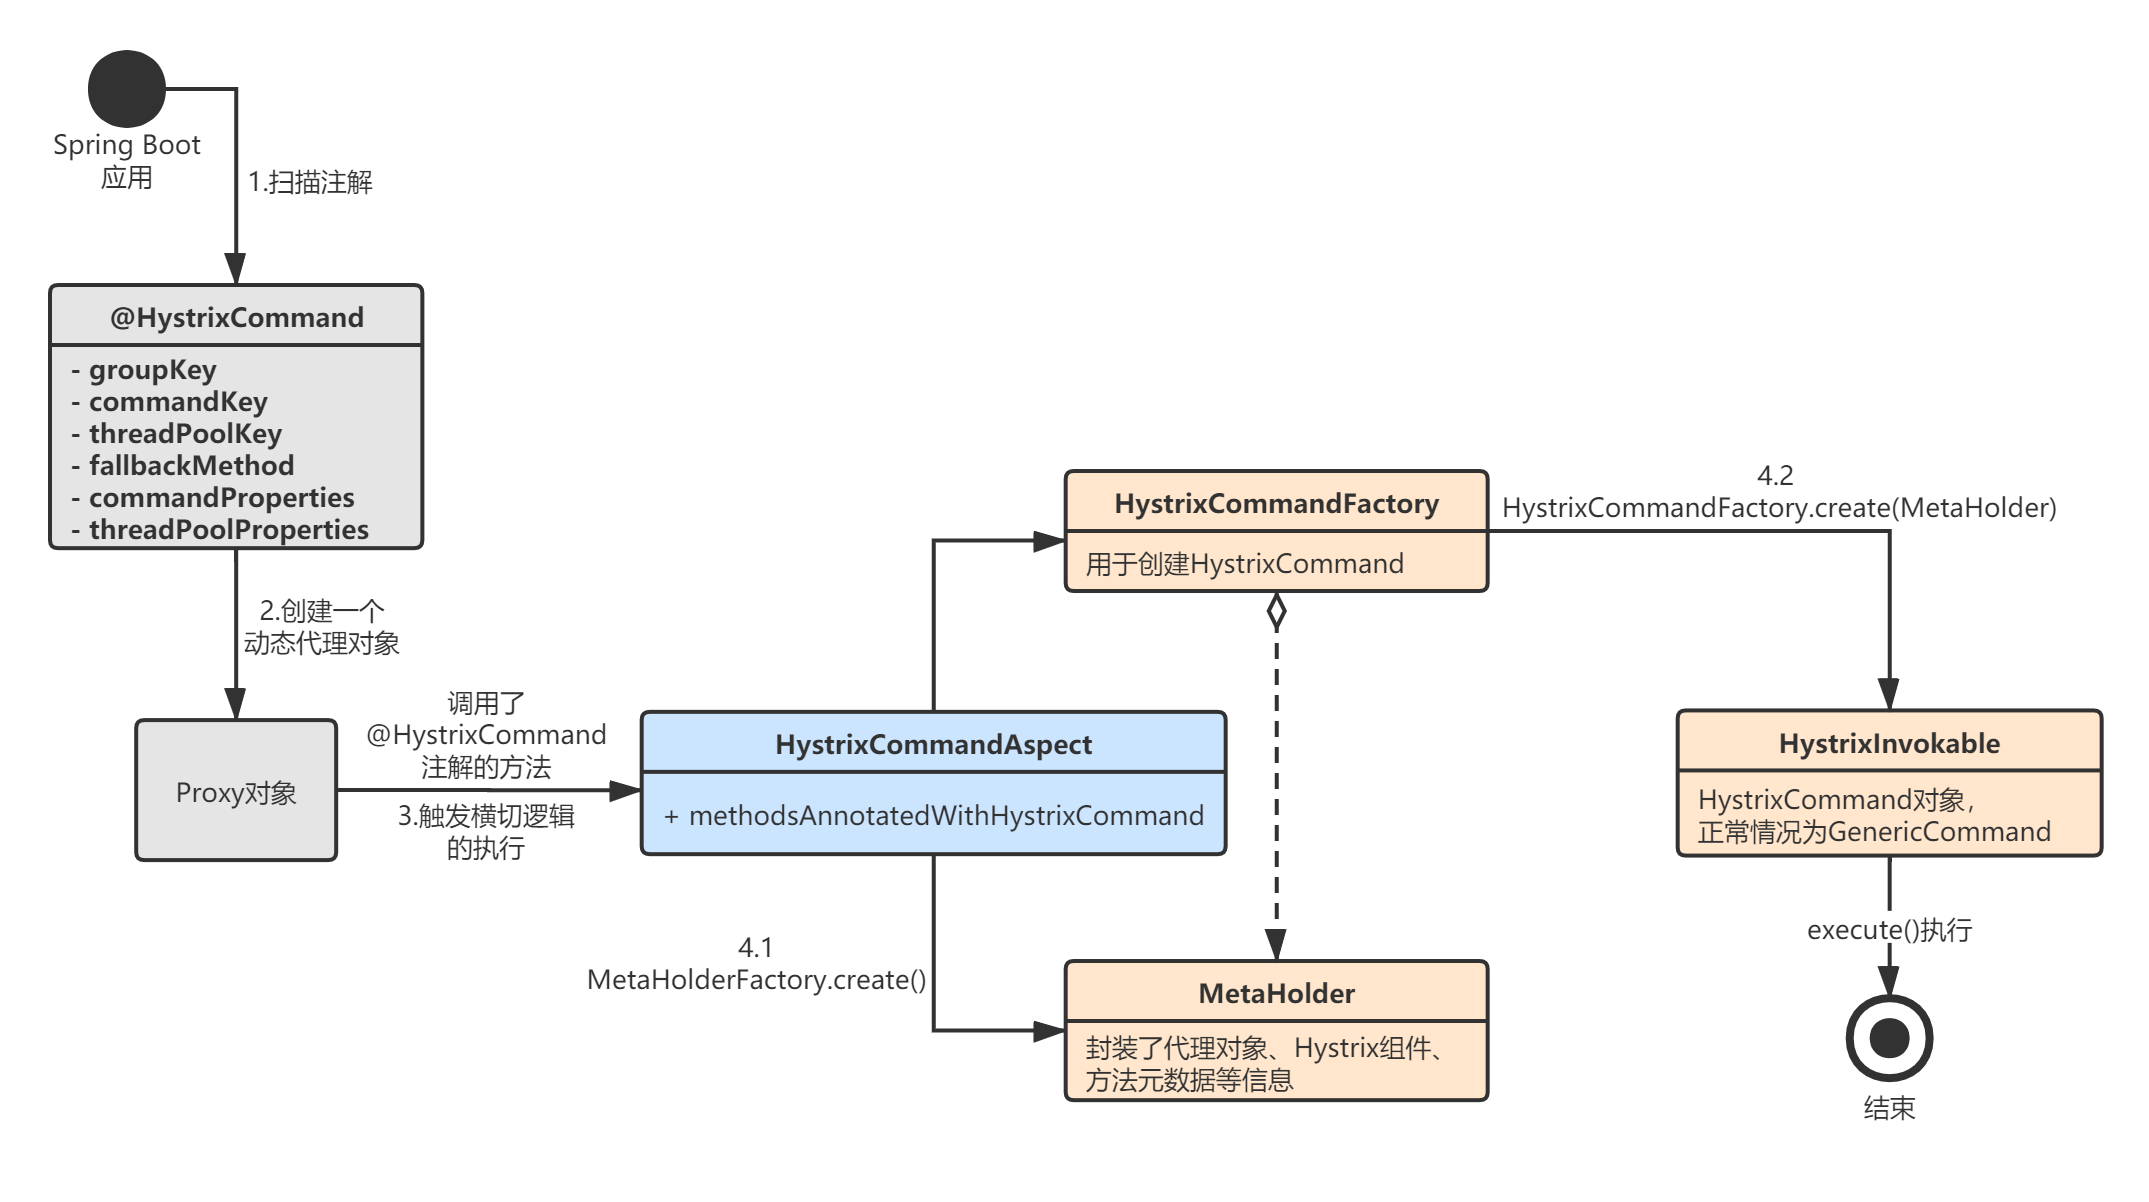 Spring Boot
应用
1.扫描注解
@HystrixCommand
- groupKey
- commandKey
- threadPoolKey
- fallbackMethod
- commandProperties
- threadPoolProperties
2.创建一个
动态代理对象
Proxy对象
调用了
@HystrixCommand
注解的方法
3.触发横切逻辑
的执行
HystrixCommandAspect
+ methodsAnnotatedWithHystrixCommand
HystrixCommandFactory
用于创建HystrixCommand
4.1
MetaHolderFactory.create()
MetaHolder
封装了代理对象、Hystrix组件、
方法元数据等信息
4.2
HystrixCommandFactory.create(MetaHolder)
HystrixInvokable
HystrixCommand对象，
正常情况为GenericCommand
execute()执行
结束